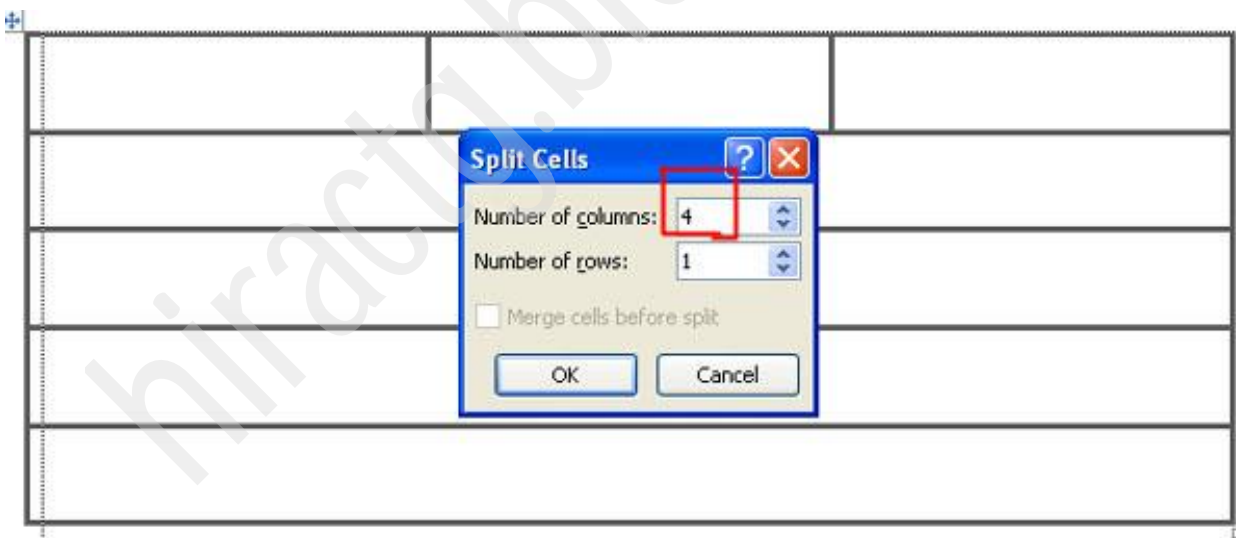 Split Cells
Number of columns: 4
Number of rows: 1
Merge cells before split
OK Cancel